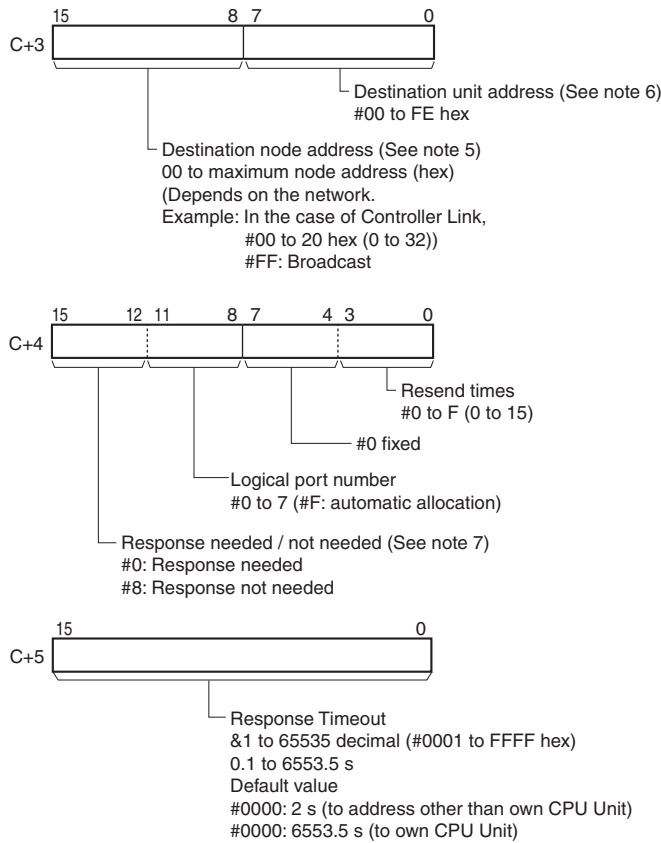 15 8 7 0
C+3
Destination unit address (See note 6)
#00 to FE hex
Destination node address (See note 5)
00 to maximum node address (hex)
(Depends on the network.
Example: In the case of Controller Link,
#00 to 20 hex (0 to 32))
#FF: Broadcast
15 12 11 8 7 4 3 0
C+4
Resend times
#0 to F (0 to 15)
#0 fixed
Logical port number
#0 to 7 (#F: automatic allocation)
Response needed / not needed (See note 7)
#0: Response needed
#8: Response not needed
15 0
C+5
Response Timeout
&1 to 65535 decimal (#0001 to FFFF hex)
0.1 to 6553.5 s
Default value
#0000: 2 s (to address other than own CPU Unit)
#0000: 6553.5 s (to own CPU Unit)